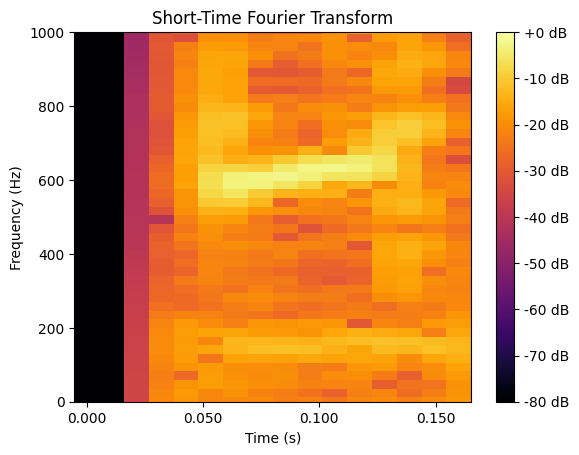 Short-Time Fourier Transform
1000
800
600
400
200
0
Frequency (Hz)
0.000
0.050
0.100
0.150
Time (s)
+0 dB
-10 dB
-20 dB
-30 dB
-40 dB
-50 dB
-60 dB
-70 dB
-80 dB